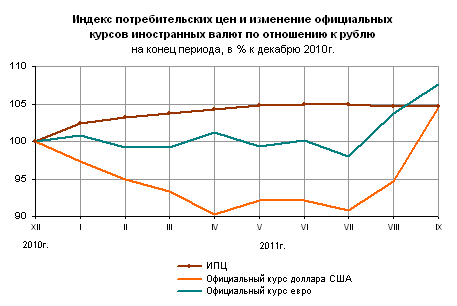 Индекс потребительских цен и изменение официальных
курсов иностранных валют по отношению к рублю
на конец периода, в % к декабрю 2010г.
110
105
100
95
90
XII I II III IV V VI VII VIII IX
2010г. 2011г.
ИПЦ
Официальный курс доллара США
Официальный курс евро